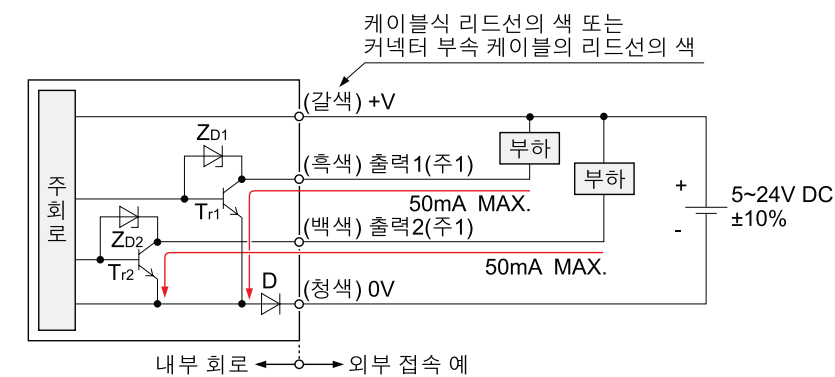 케이블식 리드선의 색 또는
커넥터 부속 케이블의 리드선의 색
(갈색) +V
ZD1
부하
주회로
(흑색) 출력1(주1)
부하
Tr1
50mA MAX.
+
5~24V DC
±10%
-
ZD2
(백색) 출력2(주1)
Tr2
50mA MAX.
D
(청색) 0V
내부 회로
외부 접속 예